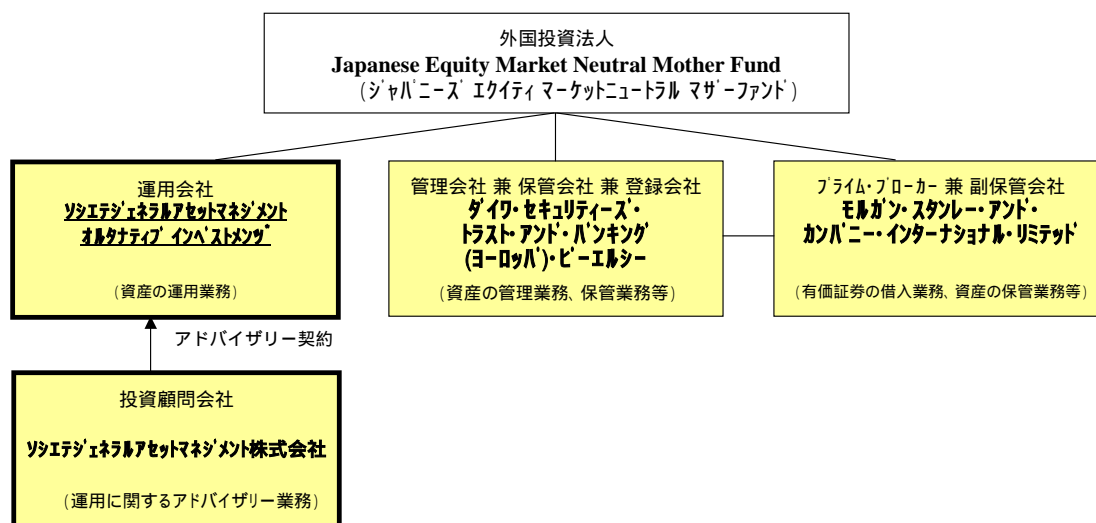 外国投資法人
Japanese Equity Market Neutral Mother Fund
(ｼﾞｬﾊﾟﾆｰｽﾞ ｴｸｲﾃｨ ﾏｰｹｯﾄﾆｭｰﾄﾗﾙ ﾏｻﾞｰﾌｧﾝﾄﾞ)
運用会社
ｿｼｴﾃｼﾞｪﾈﾗﾙｱｾｯﾄﾏﾈｼﾞﾒﾝﾄ
ｵﾙﾀﾅﾃｨﾌﾞ ｲﾝﾍﾞｽﾄﾒﾝﾂﾞ
(資産の運用業務)
管理会社 兼 保管会社 兼 登録会社
ﾀﾞｲﾜ・ｾｷｭﾘﾃｨｰｽﾞ・
ﾄﾗｽﾄ・ｱﾝﾄﾞ・ﾊﾞﾝｷﾝｸﾞ
(ﾖｰﾛｯﾊﾟ)・ﾋﾟｰｴﾙｼｰ
(資産の管理業務、保管業務等)
ﾌﾟﾗｲﾑ・ﾌﾞﾛｰｶｰ 兼 副保管会社
ﾓﾙｶﾞﾝ・ｽﾀﾝﾚｰ・ｱﾝﾄﾞ・
ｶﾝﾊﾟﾆｰ・ｲﾝﾀｰﾅｼｮﾅﾙ・ﾘﾐﾃｯﾄﾞ
(有価証券の借入業務、資産の保管業務等)
アドバイザリー契約
投資顧問会社
ｿｼｴﾃｼﾞｪﾈﾗﾙｱｾｯﾄﾏﾈｼﾞﾒﾝﾄ株式会社
(運用に関するアドバイザリー業務)